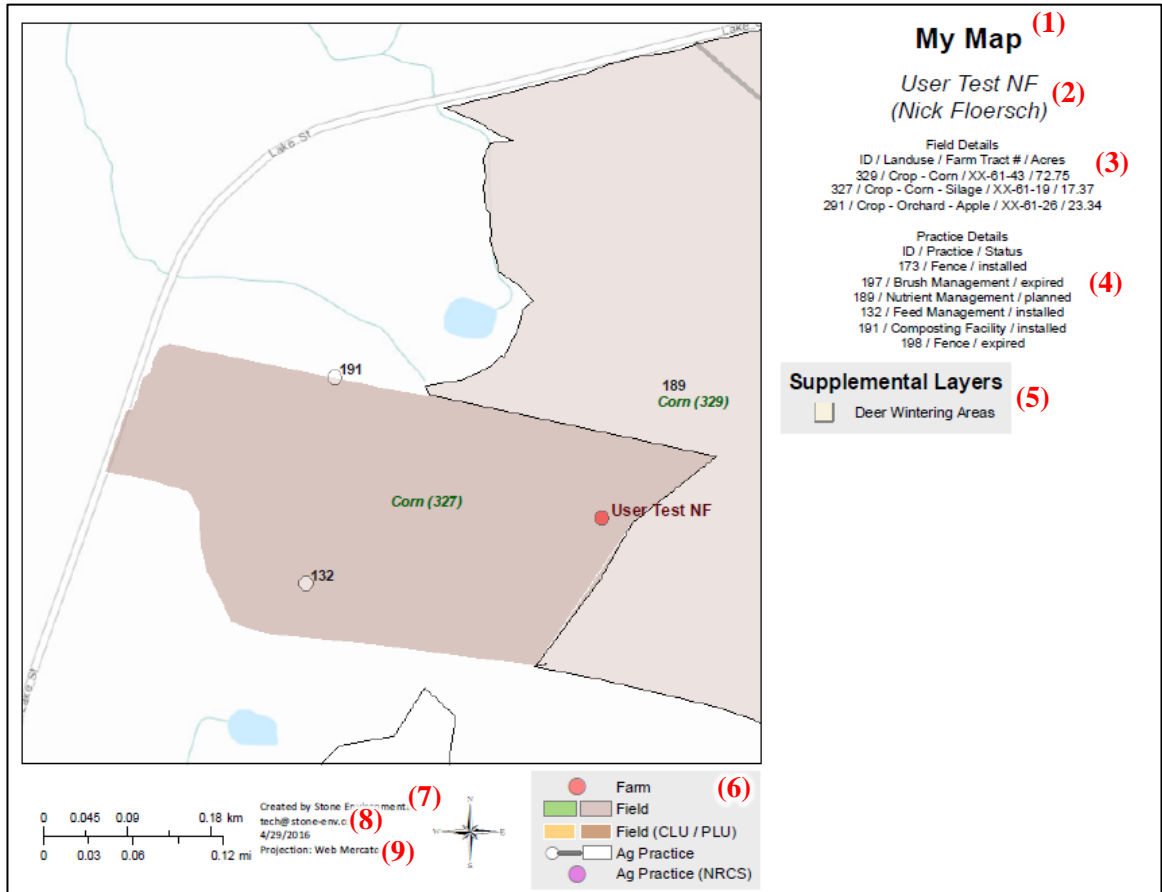 My Map (1)
User Test NF
(Nick Floersch) (2)
Field Details
ID / Landuse / Farm Tract # / Acres
329 / Crop - Corn / XX-61-43 / 72.75
327 / Crop - Corn - Silage / XX-61-19 / 17.37
291 / Crop - Orchard - Apple / XX-61-26 / 23.34
(3)
Practice Details
ID / Practice / Status
173 / Fence / installed
197 / Brush Management / expired
189 / Nutrient Management / planned
132 / Feed Management / installed
191 / Composting Facility / installed
198 / Fence / expired
(4)
Supplemental Layers
Deer Wintering Areas
(5)
Lake S
Lake St
191
189
Corn (329)
Corn (327)
User Test NF
132
Lake St
0 0.045 0.09 0.18 km
0 0.03 0.06 0.12 mi
Created by Stone (7)
tech@stone-env.c (8)
4/29/2016
Projection: Web Mercato (9)
N
W E
S
(6)
Farm
Field
Field (CLU / PLU)
Ag Practice
Ag Practice (NRCS)